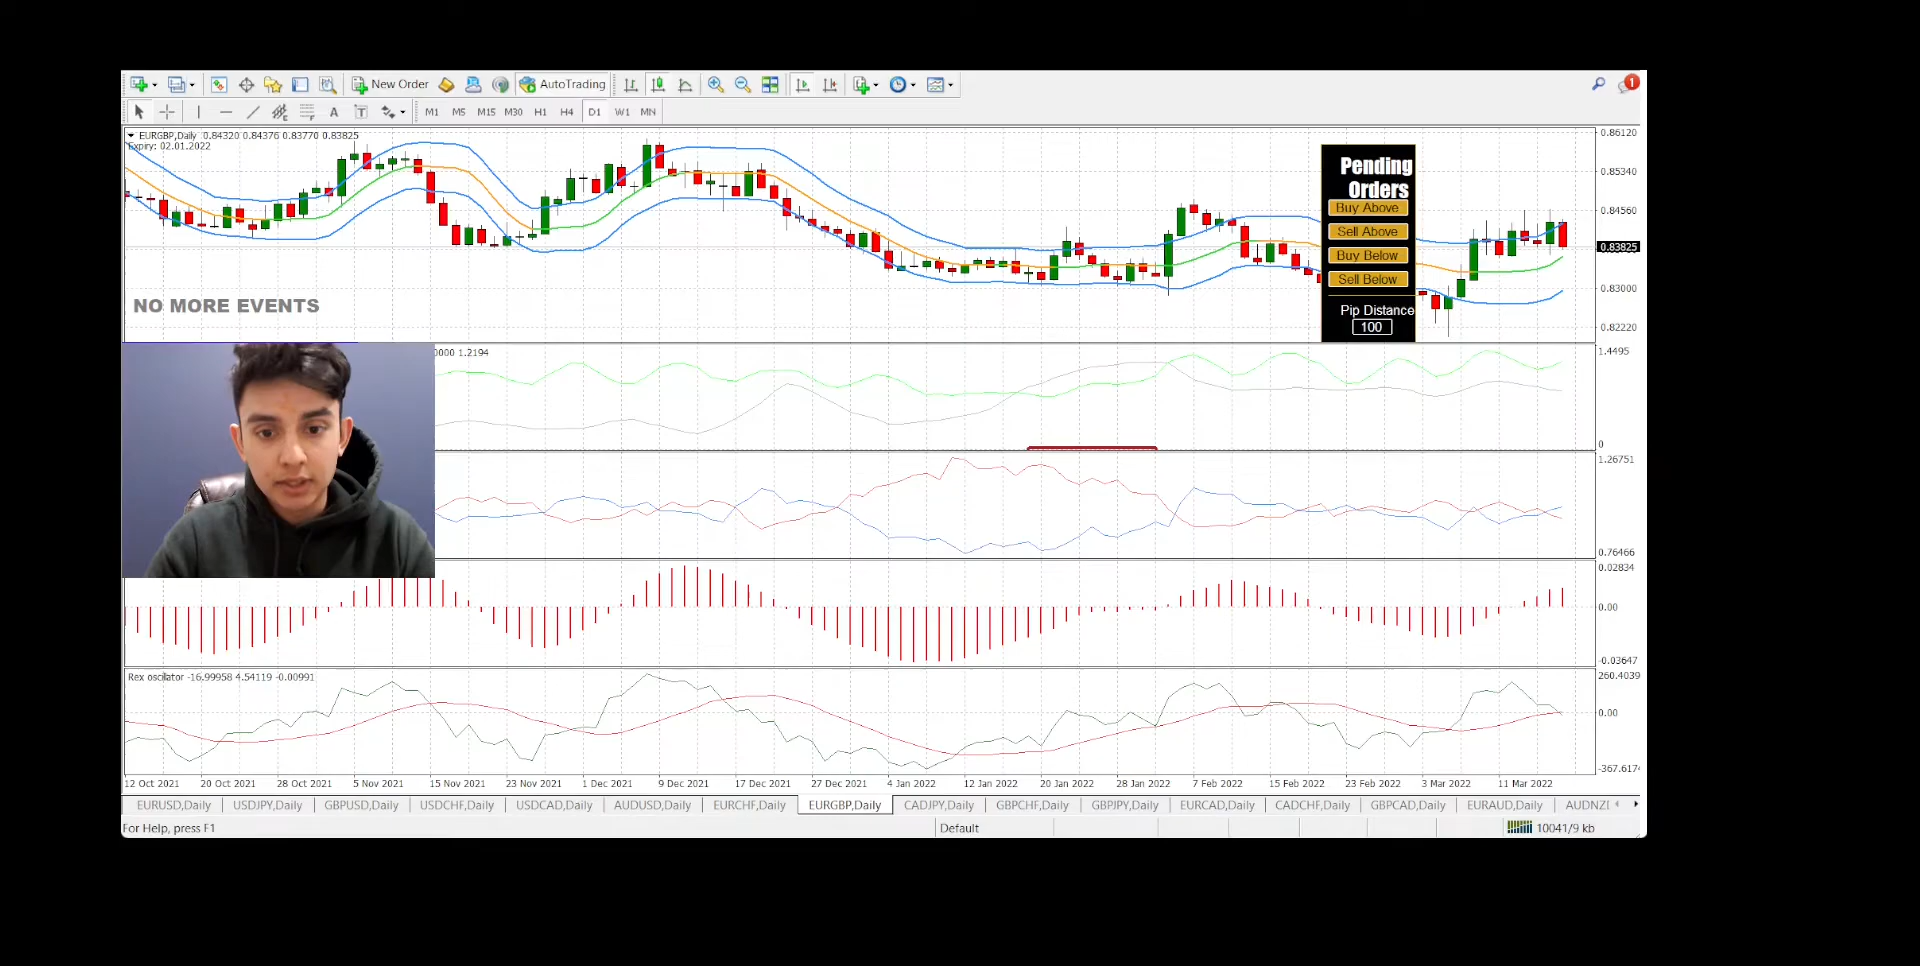 New Order
AutoTrading
1
A
T
M1 M5 M15 M30 H1 H4 D1 W1 MN
EURGBP,Daily 0.84320 0.84376 0.83770 0.83825
Expiry: 02.01.2022
0.86120
0.85340
0.84560
0.83825
0.83000
0.82220
Pending
Orders
Buy Above
Sell Above
Buy Below
Sell Below
Pip Distance
100
NO MORE EVENTS
0000 1.2194
1.4495
0
1.26751
0.76466
0.02834
0.00
-0.03647
Rex oscilator -16.99958 4.54119 -0.00991
260.4039
0.00
-367.6174
12 Oct 2021 20 Oct 2021 28 Oct 2021 5 Nov 2021 15 Nov 2021 23 Nov 2021 1 Dec 2021 9 Dec 2021 17 Dec 2021 27 Dec 2021 4 Jan 2022 12 Jan 2022 20 Jan 2022 28 Jan 2022 7 Feb 2022 15 Feb 2022 23 Feb 2022 3 Mar 2022 11 Mar 2022
EURUSD,Daily USDJPY,Daily GBPUSD,Daily USDCHF,Daily USDCAD,Daily AUDUSD,Daily EURCHF,Daily EURGBP,Daily CADJPY,Daily GBPCHF,Daily GBPJPY,Daily EURCAD,Daily CADCHF,Daily GBPCAD,Daily EURAUD,Daily AUDNZI
For Help, press F1
Default
10041/9 kb